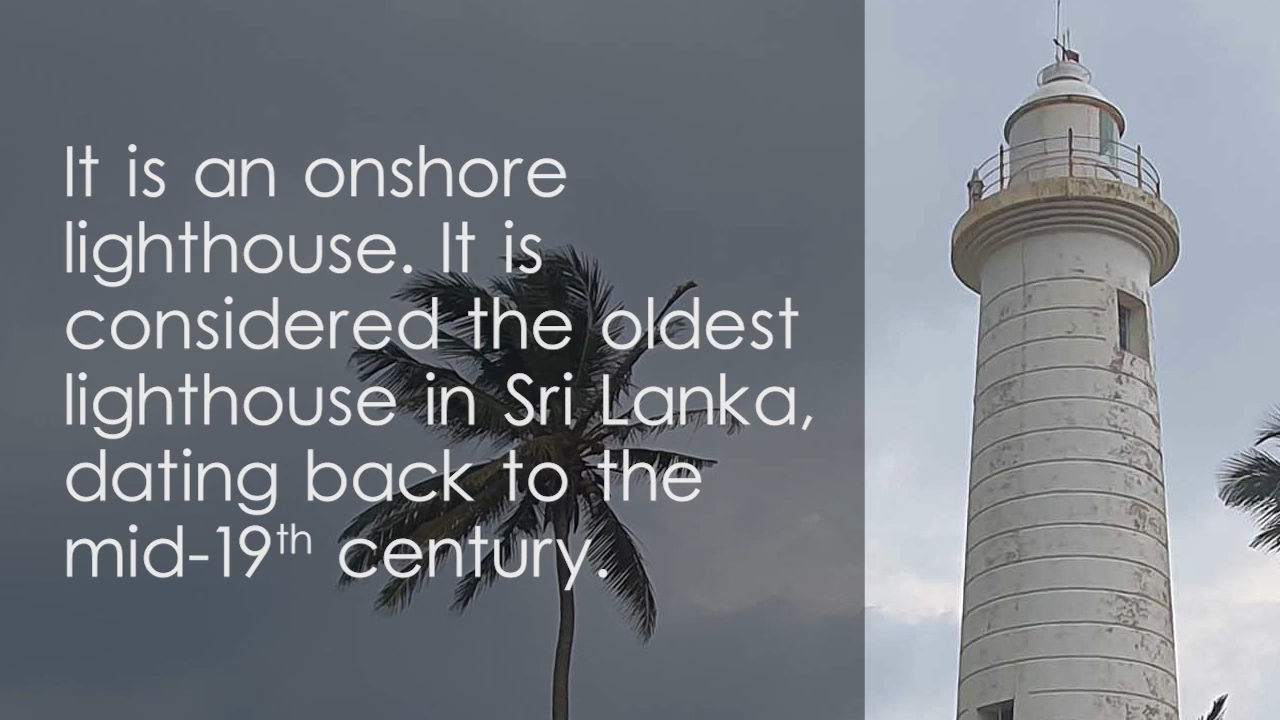 It is an onshore
lighthouse. It is
considered the oldest
lighthouse in Sri Lanka,
dating back to the
mid-19th century.